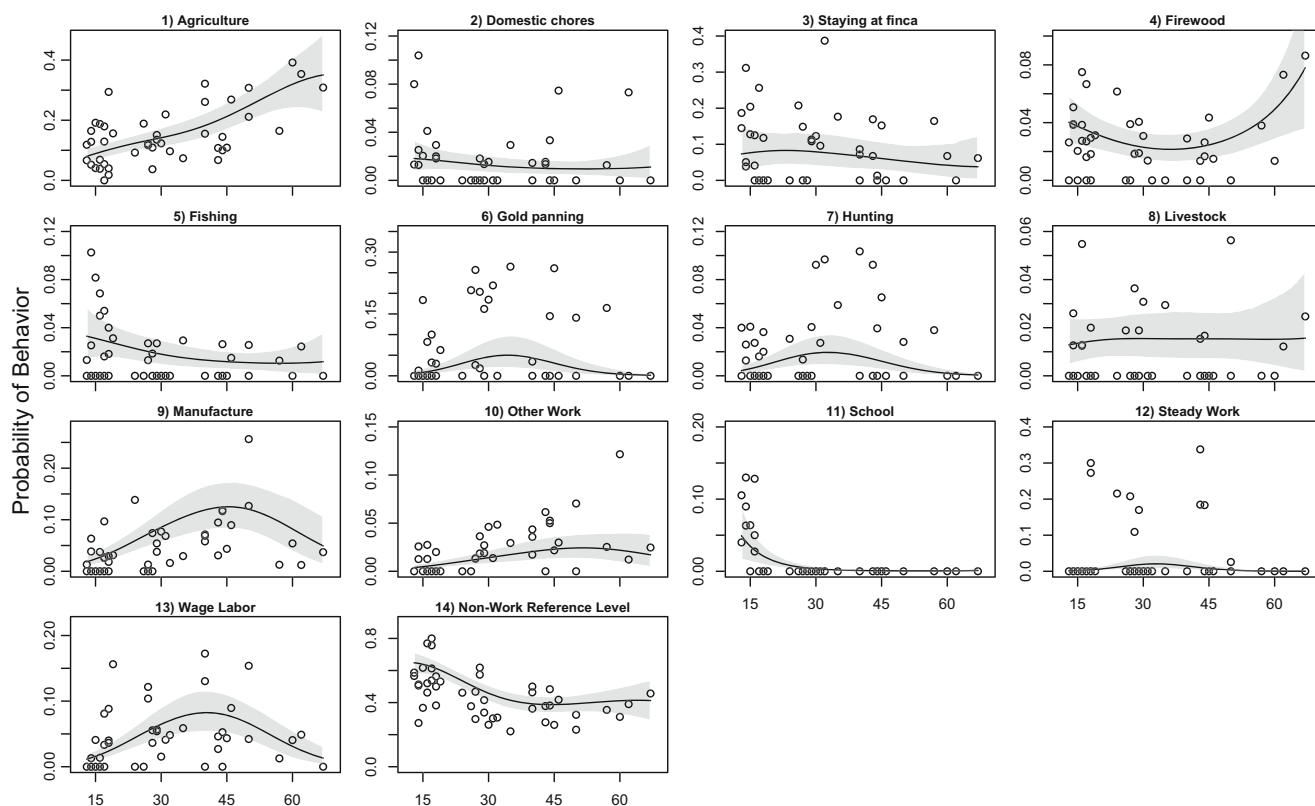 1) Agriculture
0.0 0.2 0.4
2) Domestic chores
0.00 0.04 0.08 0.12
3) Staying at finca
0.0 0.1 0.2 0.3 0.4
4) Firewood
0.00 0.04 0.08
5) Fishing
0.00 0.04 0.08 0.12
6) Gold panning
0.00 0.15 0.30
7) Hunting
0.00 0.04 0.08 0.12
8) Livestock
0.00 0.02 0.04 0.06
Probability of Behavior
9) Manufacture
0.00 0.10 0.20
10) Other Work
0.00 0.05 0.10 0.15
11) School
0.00 0.10 0.20
15 30 45 60
12) Steady Work
0.0 0.1 0.2 0.3 0.4
15 30 45 60
13) Wage Labor
0.00 0.10 0.20
15 30 45 60
14) Non-Work Reference Level
0.0 0.4 0.8
15 30 45 60